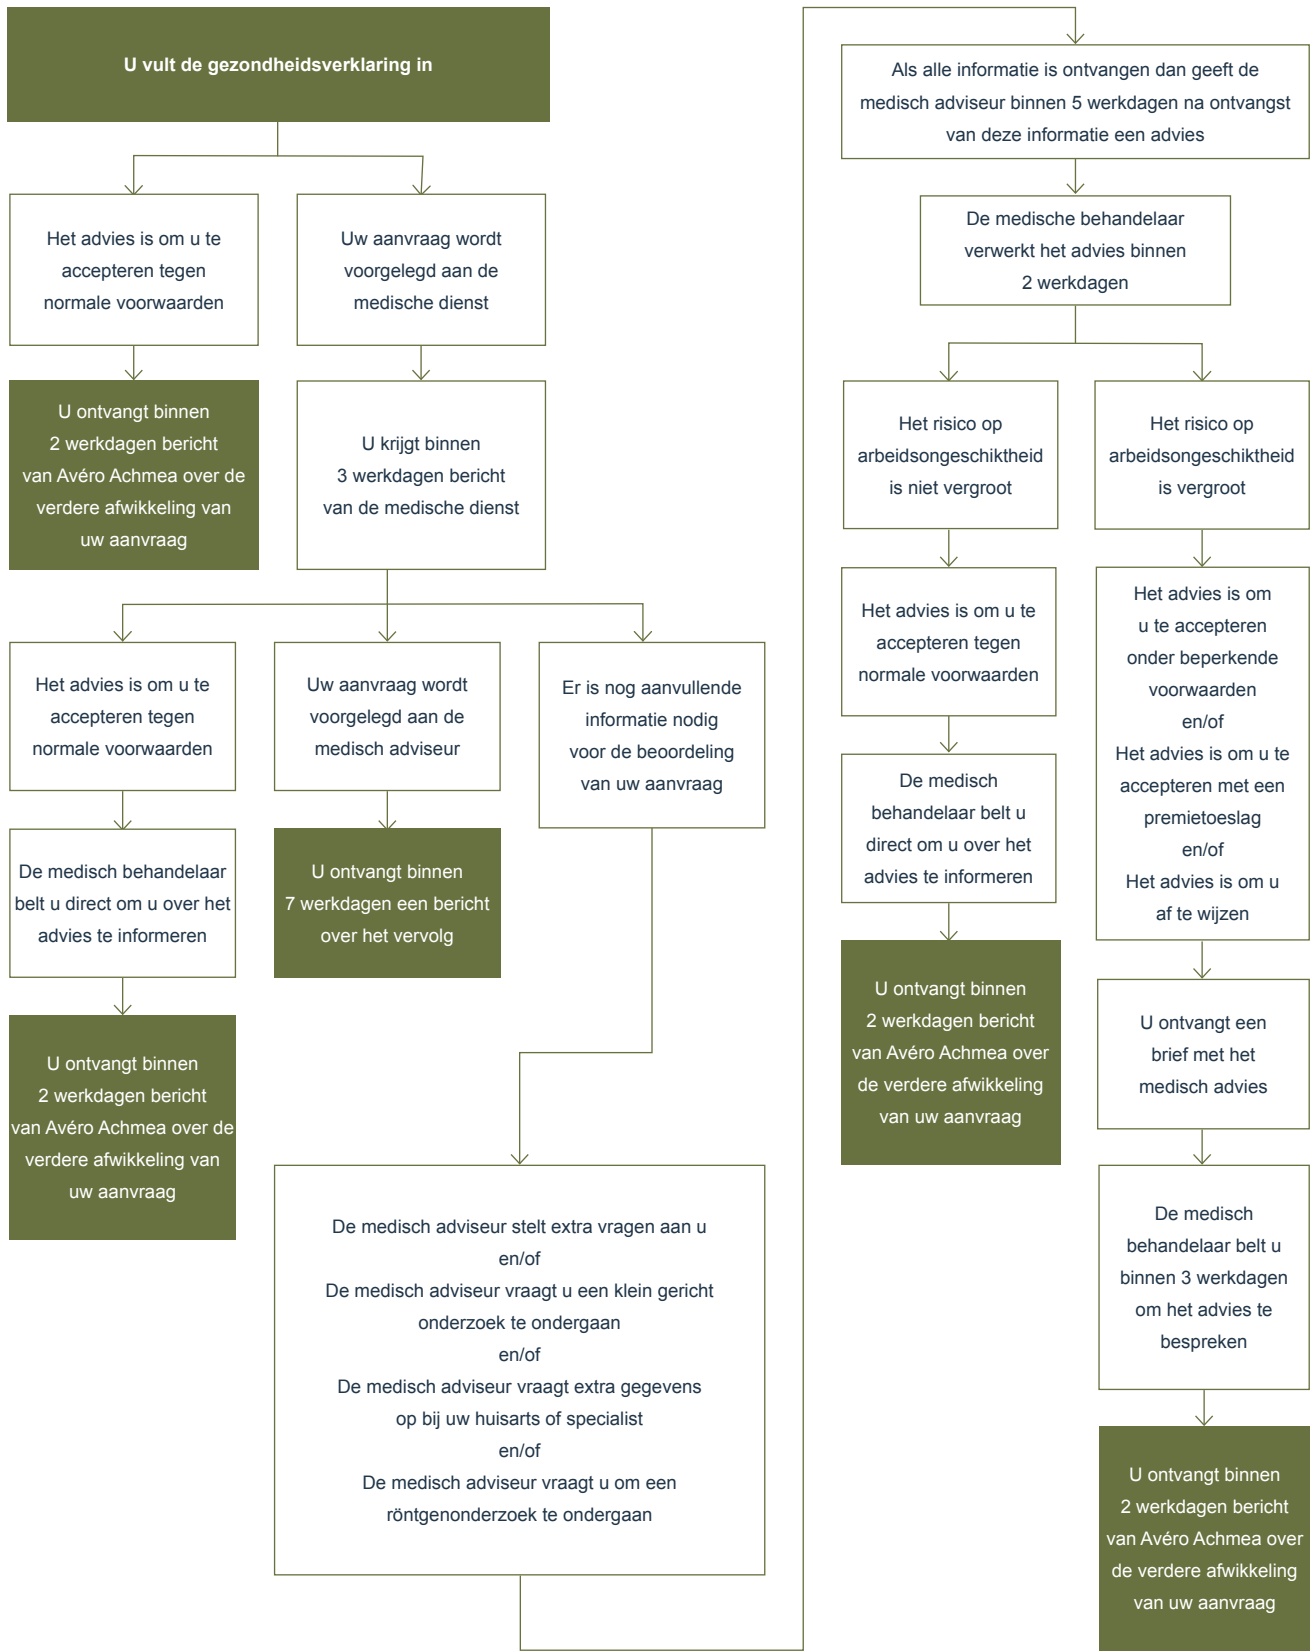 U vult de gezondheidsverklaring in
Het advies is om u te
accepteren tegen
normale voorwaarden
Uw aanvraag wordt
voorgelegd aan de
medische dienst
U ontvangt binnen
2 werkdagen bericht
van Avéro Achmea over de
verdere afwikkeling van
uw aanvraag
U krijgt binnen
3 werkdagen bericht
van de medische dienst
Het advies is om u te
accepteren tegen
normale voorwaarden
Uw aanvraag wordt
voorgelegd aan de
medisch adviseur
Er is nog aanvullende
informatie nodig
voor de beoordeling
van uw aanvraag
De medisch behandelaar
belt u direct om u over het
advies te informeren
U ontvangt binnen
7 werkdagen een bericht
over het vervolg
U ontvangt binnen
2 werkdagen bericht
van Avéro Achmea over de
verdere afwikkeling van
uw aanvraag
De medisch adviseur stelt extra vragen aan u
en/of
De medisch adviseur vraagt u een klein gericht
onderzoek te ondergaan
en/of
De medisch adviseur vraagt extra gegevens
op bij uw huisarts of specialist
en/of
De medisch adviseur vraagt u om een
röntgenonderzoek te ondergaan
Als alle informatie is ontvangen dan geeft de
medisch adviseur binnen 5 werkdagen na ontvangst
van deze informatie een advies
De medische behandelaar
verwerkt het advies binnen
2 werkdagen
Het risico op
arbeidsongeschiktheid
is niet vergroot
Het risico op
arbeidsongeschiktheid
is vergroot
Het advies is om u te
accepteren tegen
normale voorwaarden
Het advies is om
u te accepteren
onder beperkende
voorwaarden
en/of
Het advies is om u te
accepteren met een
premietoeslag
en/of
Het advies is om u
af te wijzen
De medisch
behandelaar belt u
direct om u over het
advies te informeren
U ontvangt binnen
2 werkdagen bericht
van Avéro Achmea over
de verdere afwikkeling
van uw aanvraag
U ontvangt een
brief met het
medisch advies
De medisch
behandelaar belt u
binnen 3 werkdagen
om het advies te
bespreken
U ontvangt binnen
2 werkdagen bericht
van Avéro Achmea over
de verdere afwikkeling
van uw aanvraag